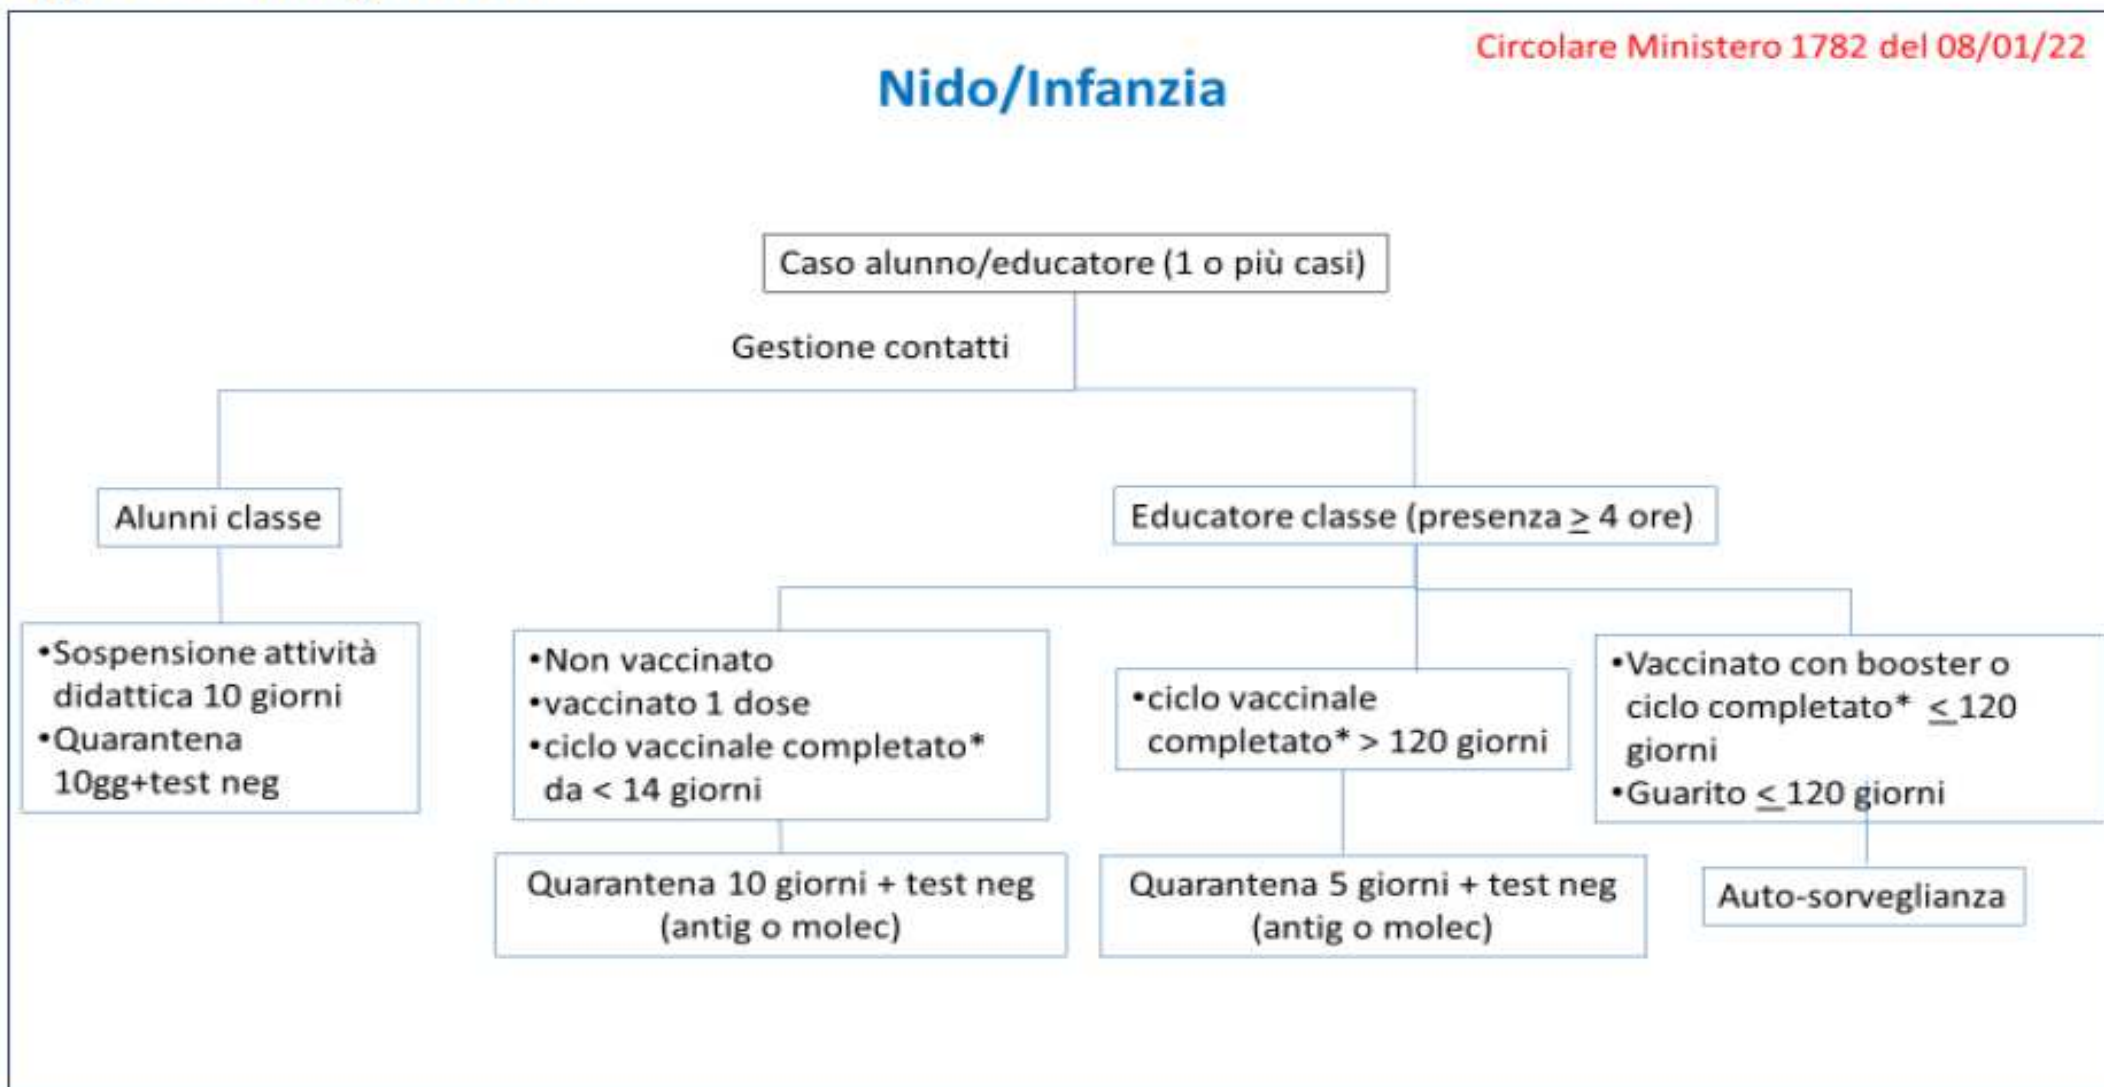 Circolare Ministero 1782 del 08/01/22
Nido/Infanzia
Caso alunno/educatore (1 o più casi)
Gestione contatti
Alunni classe
Educatore classe (presenza ≥ 4 ore)
•Sospensione attività
didattica 10 giorni
•Quarantena
10gg+test neg
•Non vaccinato
•vaccinato 1 dose
•ciclo vaccinale completato*
da < 14 giorni
•ciclo vaccinale
completato* > 120 giorni
•Vaccinato con booster o
ciclo completato* ≤ 120
giorni
•Guarito ≤ 120 giorni
Quarantena 10 giorni + test neg
(antig o molec)
Quarantena 5 giorni + test neg
(antig o molec)
Auto-sorveglianza